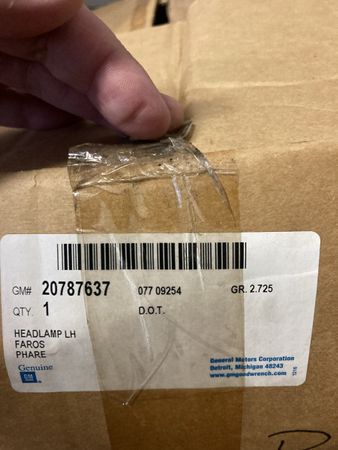 GM# 20787637 077 09254 GR. 2.725
QTY. 1 D.O.T.
HEADLAMP LH
FAROS
PHARE
Genuine
GM
General Motors Corporation
Detroit, Michigan 48243
www.gmgoodwrench.com